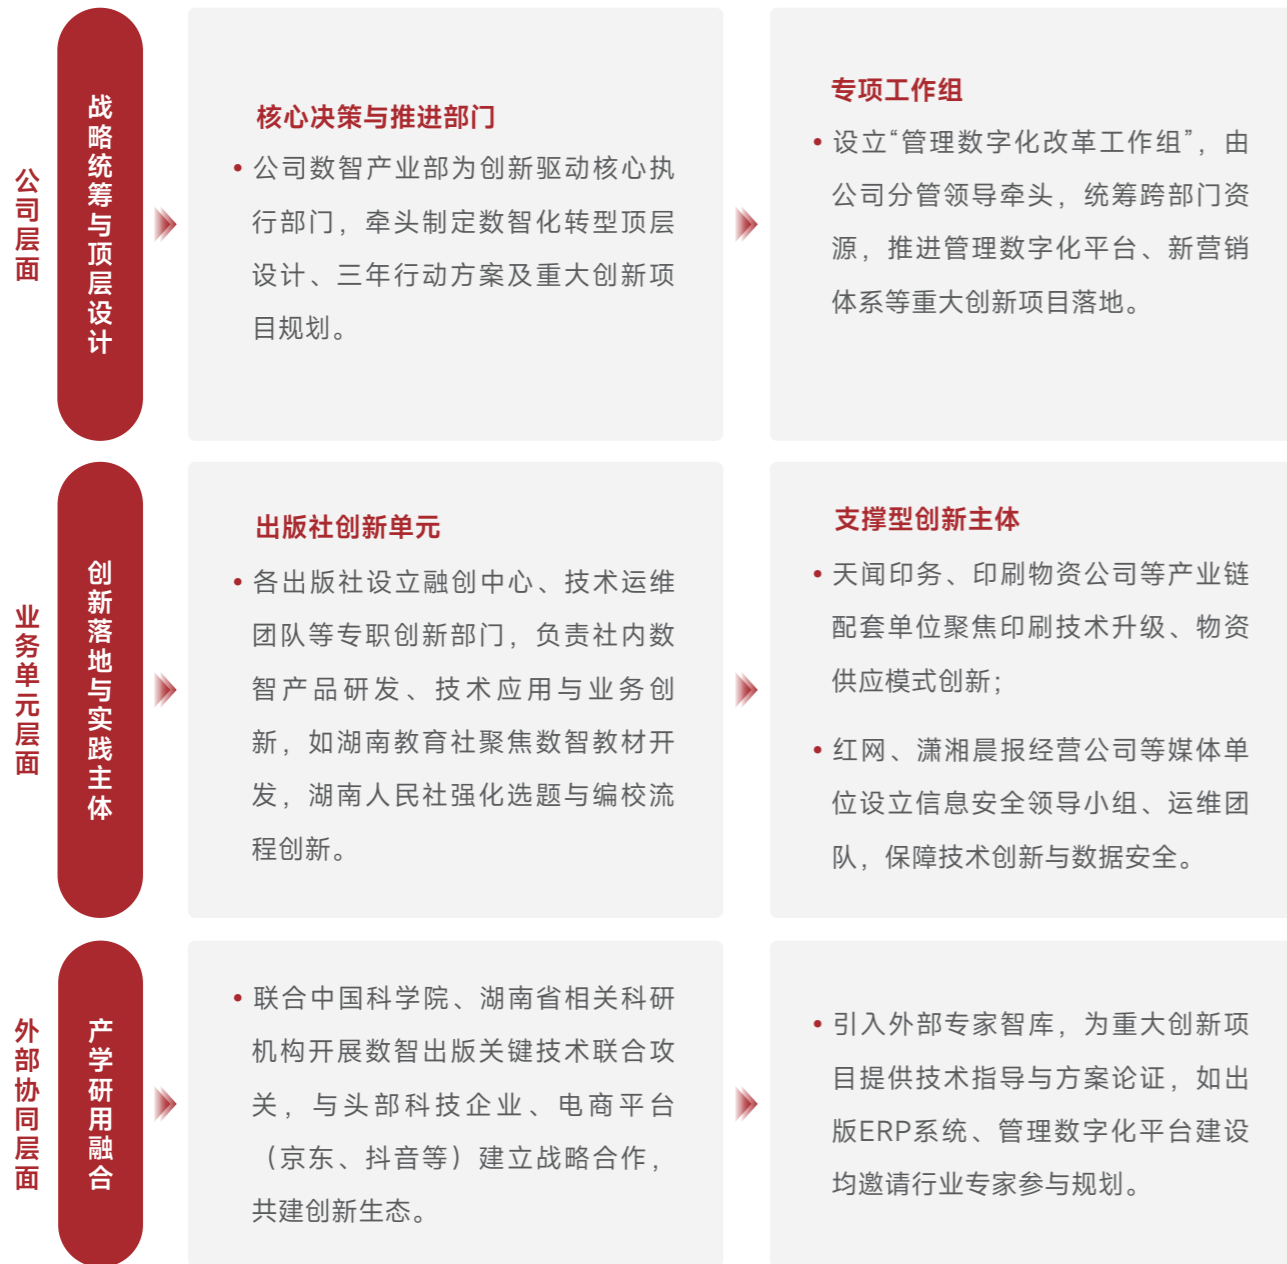 公司层面
战略统筹与顶层设计
核心决策与推进部门
• 公司数智产业部为创新驱动核心执
行部门，牵头制定数智化转型顶层
设计、三年行动方案及重大创新项
目规划。
专项工作组
• 设立“管理数字化改革工作组”，由
公司分管领导牵头，统筹跨部门资
源，推进管理数字化平台、新营销
体系等重大创新项目落地。
业务单元层面
创新落地与实践主体
出版社创新单元
• 各出版社设立融创中心、技术运维
团队等专职创新部门，负责社内数
智产品研发、技术应用与业务创
新，如湖南教育社聚焦数智教材开
发，湖南人民社强化选题与编校流
程创新。
支撑型创新主体
• 天闻印务、印刷物资公司等产业链
配套单位聚焦印刷技术升级、物资
供应模式创新；
• 红网、潇湘晨报经营公司等媒体单
位设立信息安全领导小组、运维团
队，保障技术创新与数据安全。
外部协同层面
产学研用融合
• 联合中国科学院、湖南省相关科研
机构开展数智出版关键技术联合攻
关，与头部科技企业、电商平台
（京东、抖音等）建立战略合作，
共建创新生态。
• 引入外部专家智库，为重大创新项
目提供技术指导与方案论证，如出
版ERP系统、管理数字化平台建设
均邀请行业专家参与规划。